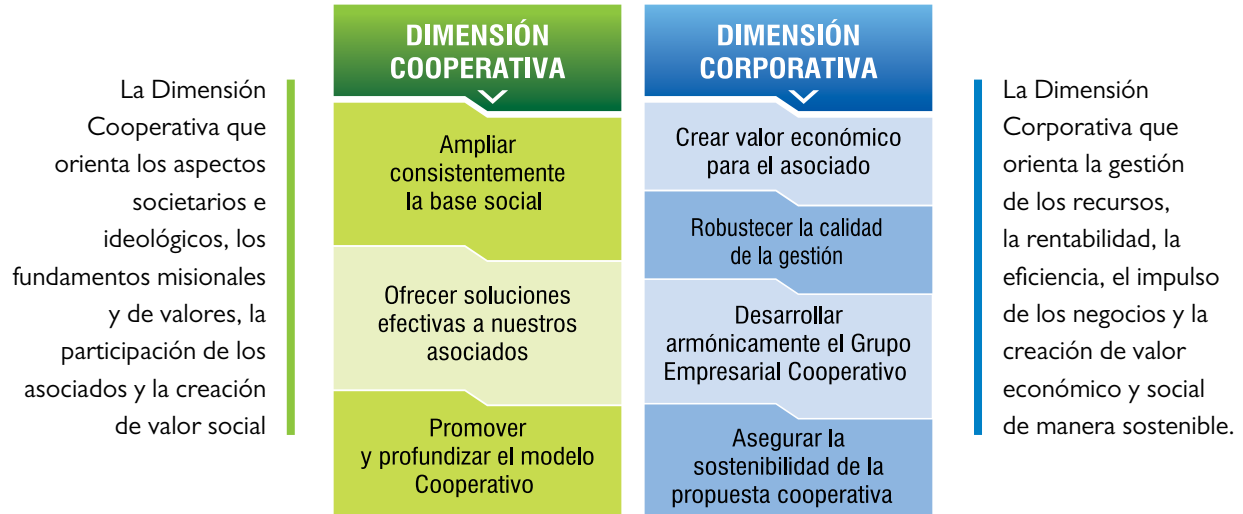 La Dimensión
Cooperativa que
orienta los aspectos
societarios e
ideológicos, los
fundamentos misionales
y de valores, la
participación de los
asociados y la creación
de valor social
DIMENSIÓN
COOPERATIVA
Ampliar
consistentemente
la base social
Ofrecer soluciones
efectivas a nuestros
asociados
Promover
y profundizar el modelo
Cooperativo
DIMENSIÓN
CORPORATIVA
Crear valor económico
para el asociado
Robustecer la calidad
de la gestión
Desarrollar
armónicamente el Grupo
Empresarial Cooperativo
Asegurar la
sostenibilidad de la
propuesta cooperativa
La Dimensión
Corporativa que
orienta la gestión
de los recursos,
la rentabilidad, la
eficiencia, el impulso
de los negocios y la
creación de valor
económico y social
de manera sostenible.